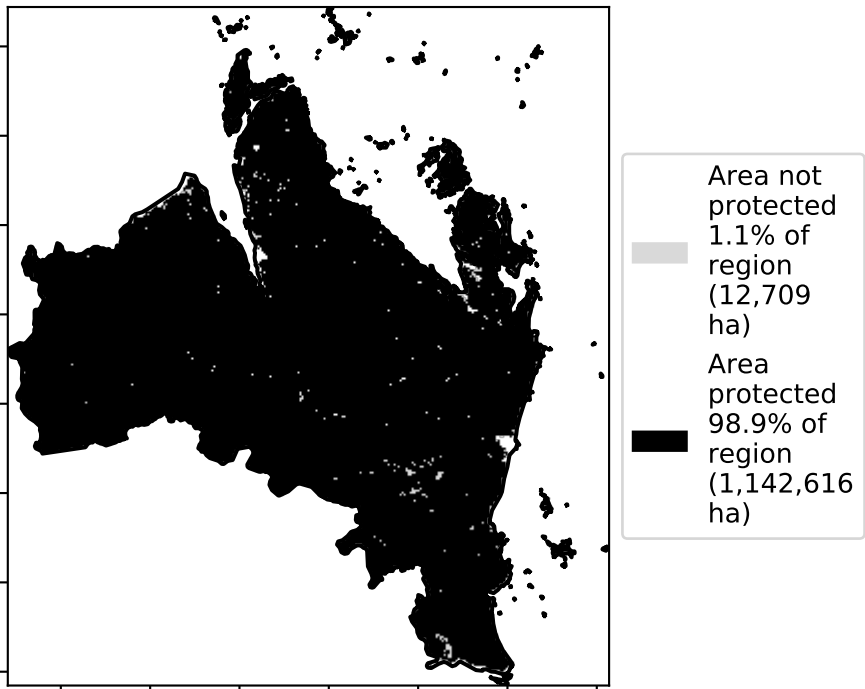 Area not
protected
1.1% of
region
(12,709
ha)
Area
protected
98.9% of
region
(1,142,616
ha)